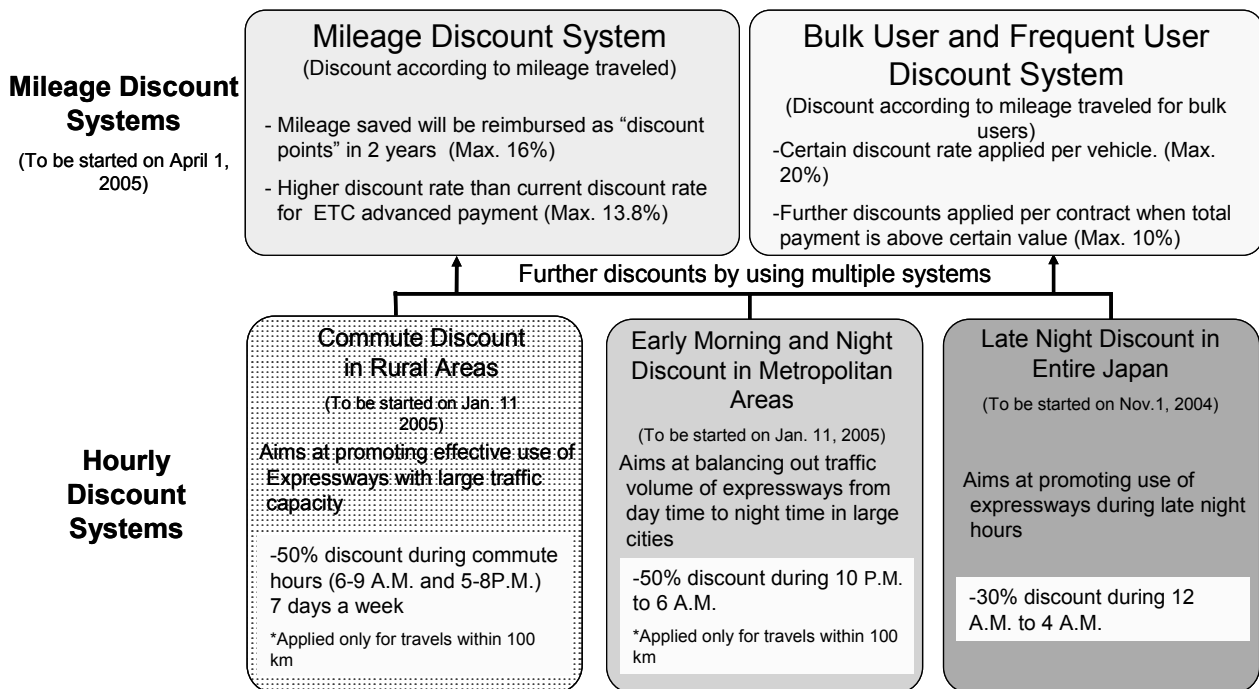 Mileage Discount
Systems
(To be started on April 1,
2005)
Mileage Discount System
(Discount according to mileage traveled)
- Mileage saved will be reimbursed as “discount
points” in 2 years (Max. 16%)
- Higher discount rate than current discount rate
for ETC advanced payment (Max. 13.8%)
Bulk User and Frequent User
Discount System
(Discount according to mileage traveled for bulk
users)
-Certain discount rate applied per vehicle. (Max.
20%)
-Further discounts applied per contract when total
payment is above certain value (Max. 10%)
Further discounts by using multiple systems
Hourly
Discount
Systems
Commute Discount
in Rural Areas
(To be started on Jan. 11
2005)
Aims at promoting effective use of
Expressways with large traffic
capacity
-50% discount during commute
hours (6-9 A.M. and 5-8P.M.)
7 days a week
*Applied only for travels within 100
km
Early Morning and Night
Discount in Metropolitan
Areas
(To be started on Jan. 11, 2005)
Aims at balancing out traffic
volume of expressways from
day time to night time in large
cities
-50% discount during 10 P.M.
to 6 A.M.
*Applied only for travels within 100
km
Late Night Discount in
Entire Japan
(To be started on Nov.1, 2004)
Aims at promoting use of
expressways during late night
hours
-30% discount during 12
A.M. to 4 A.M.